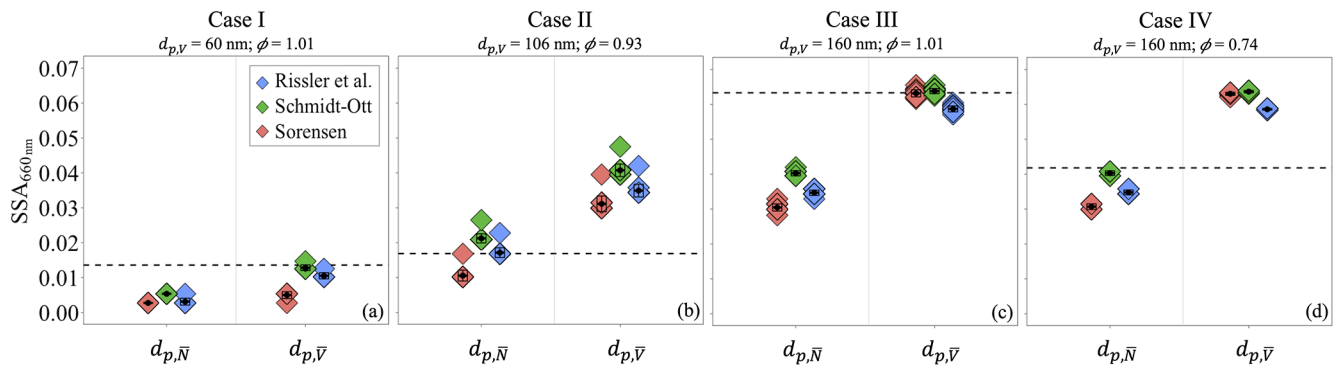 Case I
d_{p,V} = 60 nm; ϕ = 1.01
Case II
d_{p,V} = 106 nm; ϕ = 0.93
Case III
d_{p,V} = 160 nm; ϕ = 1.01
Case IV
d_{p,V} = 160 nm; ϕ = 0.74
SSA_{660nm}
0.07
0.06
0.05
0.04
0.03
0.02
0.01
0.00
Rissler et al.
Schmidt-Ott
Sorensen
(a)
(b)
(c)
(d)
d_{p,N̅} d_{p,V̅} d_{p,N̅} d_{p,V̅} d_{p,N̅} d_{p,V̅} d_{p,N̅} d_{p,V̅}